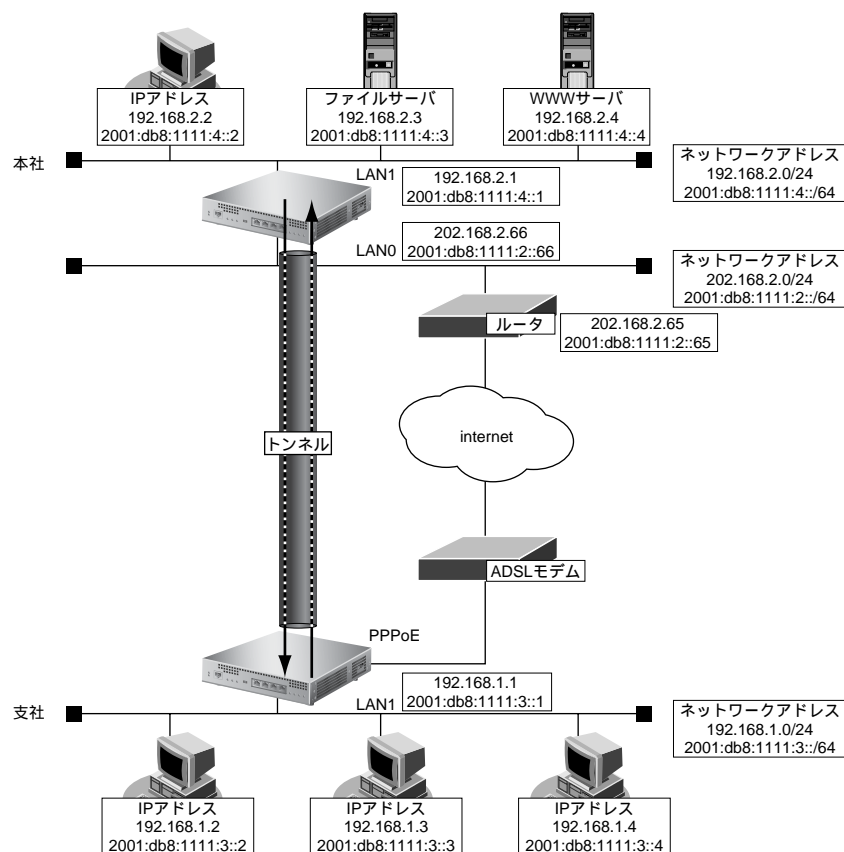 IPアドレス
192.168.2.2
2001:db8:1111:4::2
ファイルサーバ
192.168.2.3
2001:db8:1111:4::3
WWWサーバ
192.168.2.4
2001:db8:1111:4::4
本社
LAN1
192.168.2.1
2001:db8:1111:4::1
ネットワークアドレス
192.168.2.0/24
2001:db8:1111:4::/64
LAN0
202.168.2.66
2001:db8:1111:2::66
ネットワークアドレス
202.168.2.0/24
2001:db8:1111:2::/64
ルータ
202.168.2.65
2001:db8:1111:2::65
トンネル
internet
ADSLモデム
PPPoE
支社
LAN1
192.168.1.1
2001:db8:1111:3::1
ネットワークアドレス
192.168.1.0/24
2001:db8:1111:3::/64
IPアドレス
192.168.1.2
2001:db8:1111:3::2
IPアドレス
192.168.1.3
2001:db8:1111:3::3
IPアドレス
192.168.1.4
2001:db8:1111:3::4